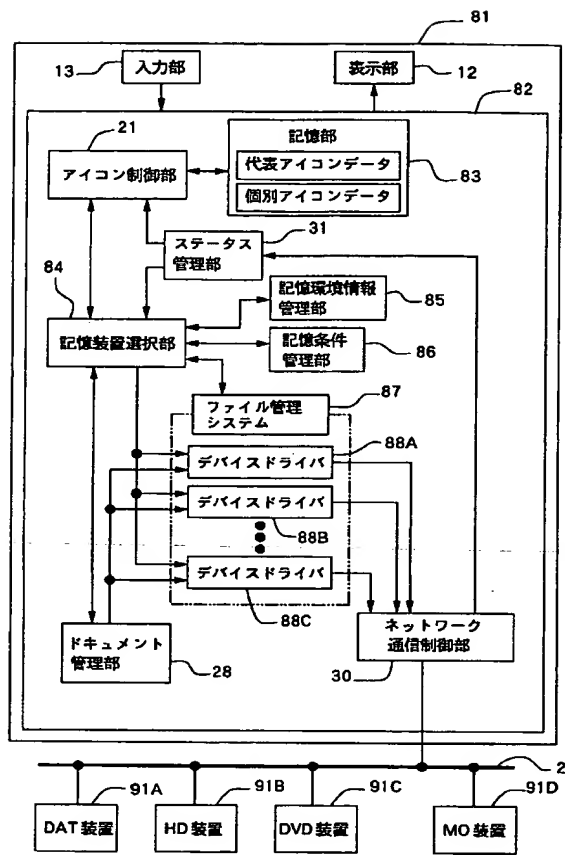 81
13
入力部
表示部
12
82
21
アイコン制御部
記憶部
代表アイコンデータ
個別アイコンデータ
83
ステータス
管理部
31
84
記憶装置選択部
記憶環境情報
管理部
85
記憶条件
管理部
86
ファイル管理
システム
87
88A
デバイスドライバ
デバイスドライバ
88B
デバイスドライバ
88C
ドキュメント
管理部
28
ネットワーク
通信制御部
30
2
91A
91B
91C
91D
DAT装置
HD装置
DVD装置
MO装置